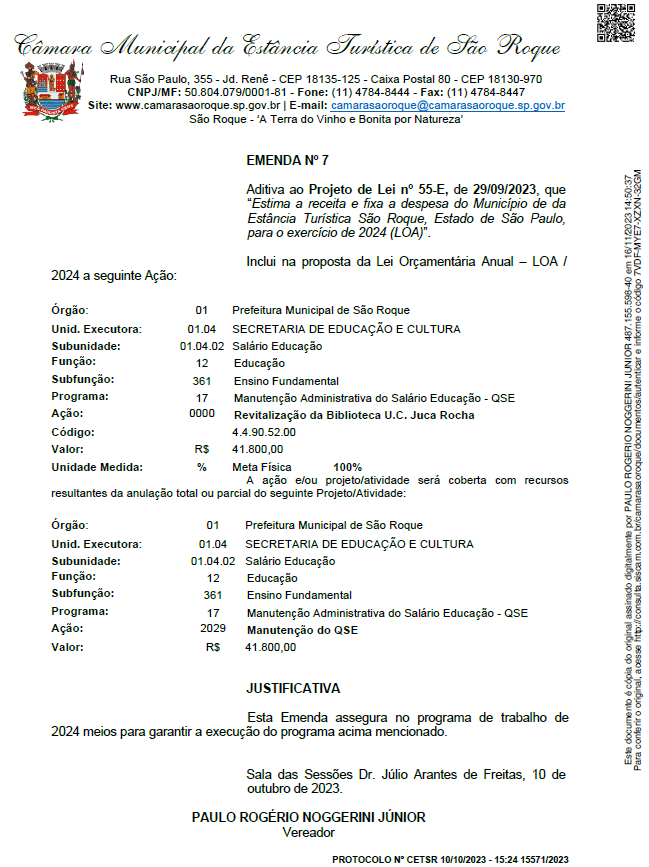 Câmara Municipal da Estância Turística de São Roque
Rua São Paulo, 355 - Jd. Renê - CEP 18135-125 - Caixa Postal 80 - CEP 18130-970
CNPJ/MF: 50.804.079/0001-81 - Fone: (11) 4784-8444 - Fax: (11) 4784-8447
Site: www.camarasaoroque.sp.gov.br | E-mail: camarasaoroque@camarasaoroque.sp.gov.br
São Roque - 'A Terra do Vinho e Bonita por Natureza'
EMENDA Nº 7
Aditiva ao Projeto de Lei nº 55-E, de 29/09/2023, que
"Estima a receita e fixa a despesa do Município de da
Estância Turística São Roque, Estado de São Paulo,
para o exercício de 2024 (LOA)".
Inclui na proposta da Lei Orçamentária Anual – LOA /
2024 a seguinte Ação:
Órgão: 01 Prefeitura Municipal de São Roque
Unid. Executora: 01.04 SECRETARIA DE EDUCAÇÃO E CULTURA
Subunidade: 01.04.02 Salário Educação
Função: 12 Educação
Subfunção: 361 Ensino Fundamental
Programa: 17 Manutenção Administrativa do Salário Educação - QSE
Ação: 0000 Revitalização da Biblioteca U.C. Juca Rocha
Código: 4.4.90.52.00
Valor: R$ 41.800,00
Unidade Medida: % Meta Física 100%
A ação e/ou projeto/atividade será coberta com recursos
resultantes da anulação total ou parcial do seguinte Projeto/Atividade:
Órgão: 01 Prefeitura Municipal de São Roque
Unid. Executora: 01.04 SECRETARIA DE EDUCAÇÃO E CULTURA
Subunidade: 01.04.02 Salário Educação
Função: 12 Educação
Subfunção: 361 Ensino Fundamental
Programa: 17 Manutenção Administrativa do Salário Educação - QSE
Ação: 2029 Manutenção do QSE
Valor: R$ 41.800,00
JUSTIFICATIVA
Esta Emenda assegura no programa de trabalho de
2024 meios para garantir a execução do programa acima mencionado.
Sala das Sessões Dr. Júlio Arantes de Freitas, 10 de
outubro de 2023.
PAULO ROGÉRIO NOGGERINI JÚNIOR
Vereador
PROTOCOLO Nº CETSR 10/10/2023 - 15:24 15571/2023
Este documento é cópia do original assinado digitalmente por PAULO ROGERIO NOGGERINI JUNIOR 487.155.598-40 em 16/11/2023 14:50:37
Para conferir o original, acesse http://consulta.siscam.com.br/camarasaoroque/documentos/autenticar e informe o código 7VDF-MYE7-XZXN-32GM